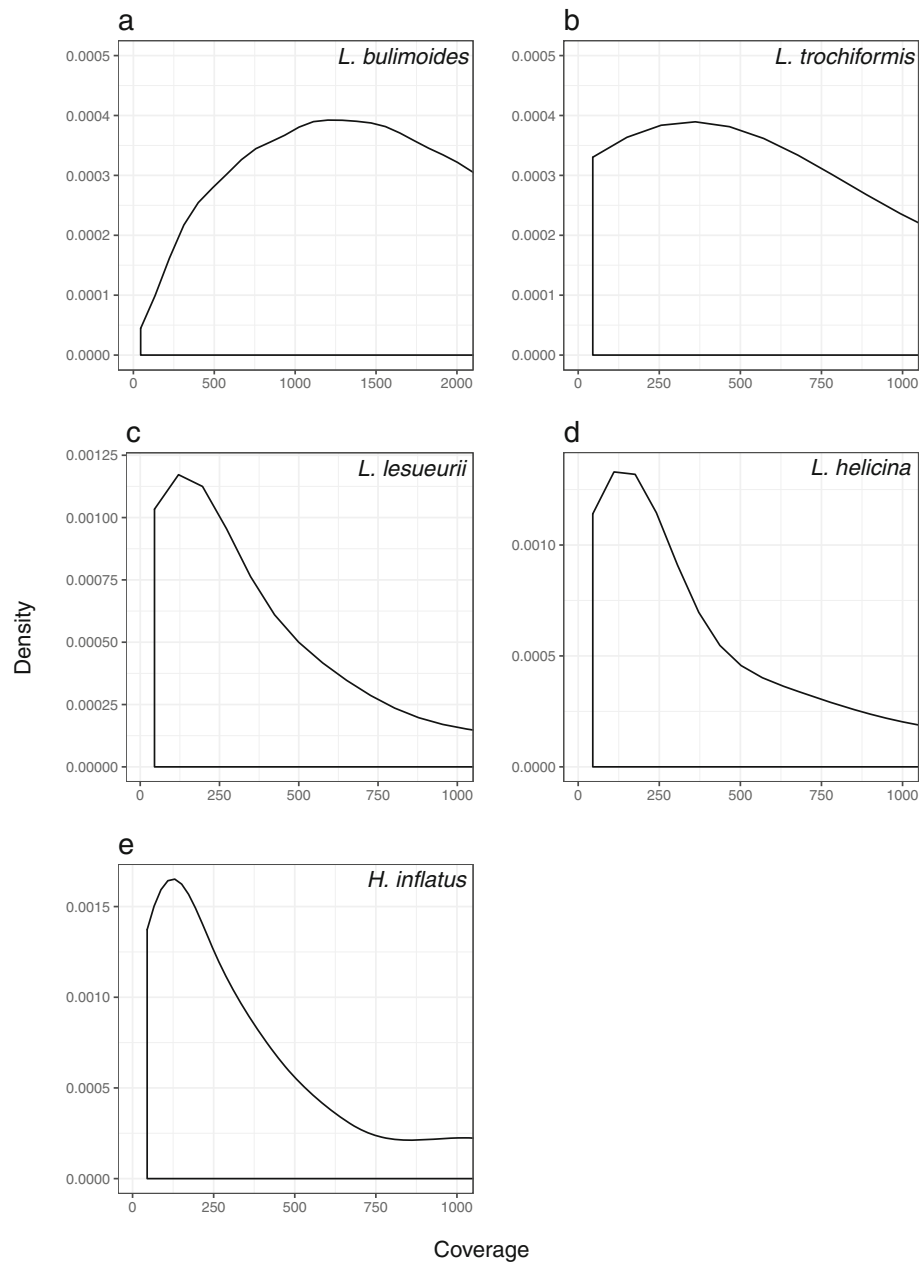 a
L. bulimoides
0.0005
0.0004
0.0003
0.0002
0.0001
0.0000
0 500 1000 1500 2000
b
L. trochiformis
0.0005
0.0004
0.0003
0.0002
0.0001
0.0000
0 250 500 750 1000
c
L. lesueurii
0.00125
0.00100
0.00075
0.00050
0.00025
0.00000
0 250 500 750 1000
d
L. helicina
0.0010
0.0005
0.0000
0 250 500 750 1000
Density
e
H. inflatus
0.0015
0.0010
0.0005
0.0000
0 250 500 750 1000
Coverage